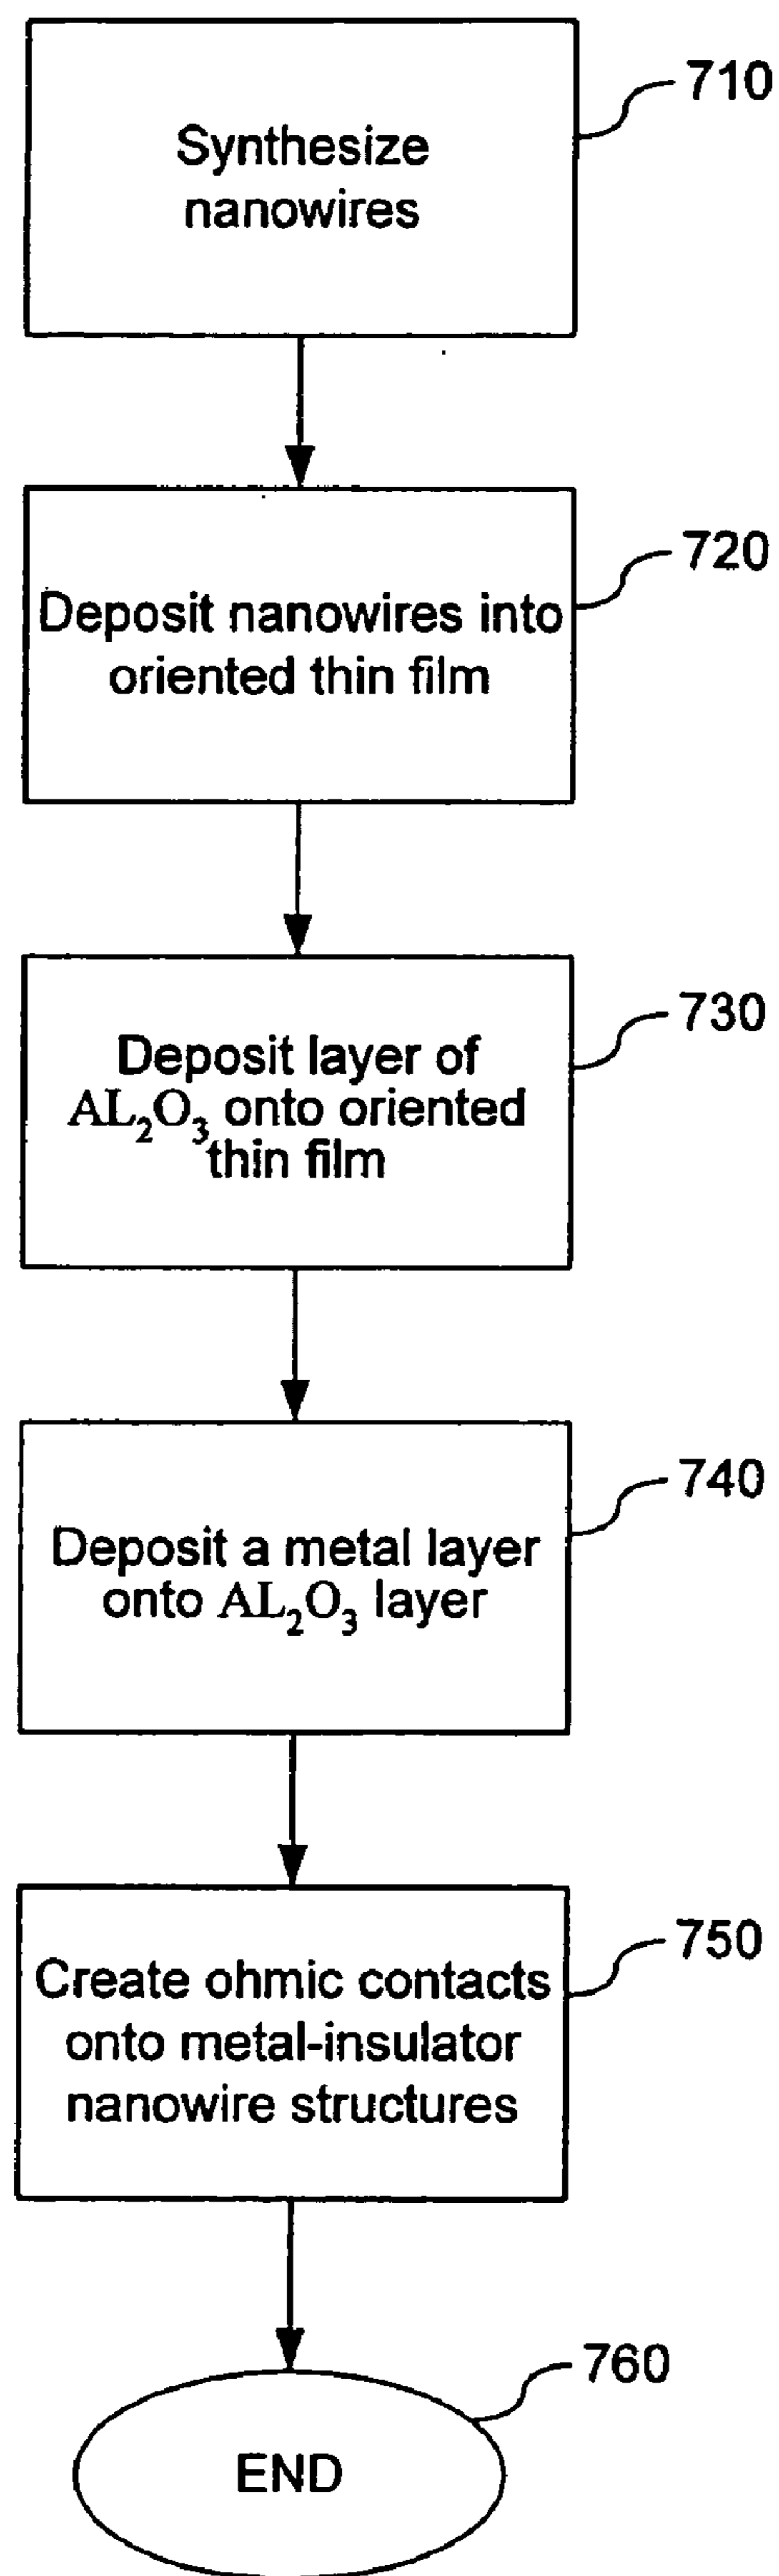 Synthesize
nanowires
710
Deposit nanowires into
oriented thin film
720
Deposit layer of
AL₂O₃ onto oriented
thin film
730
Deposit a metal layer
onto AL₂O₃ layer
740
Create ohmic contacts
onto metal-insulator
nanowire structures
750
END
760